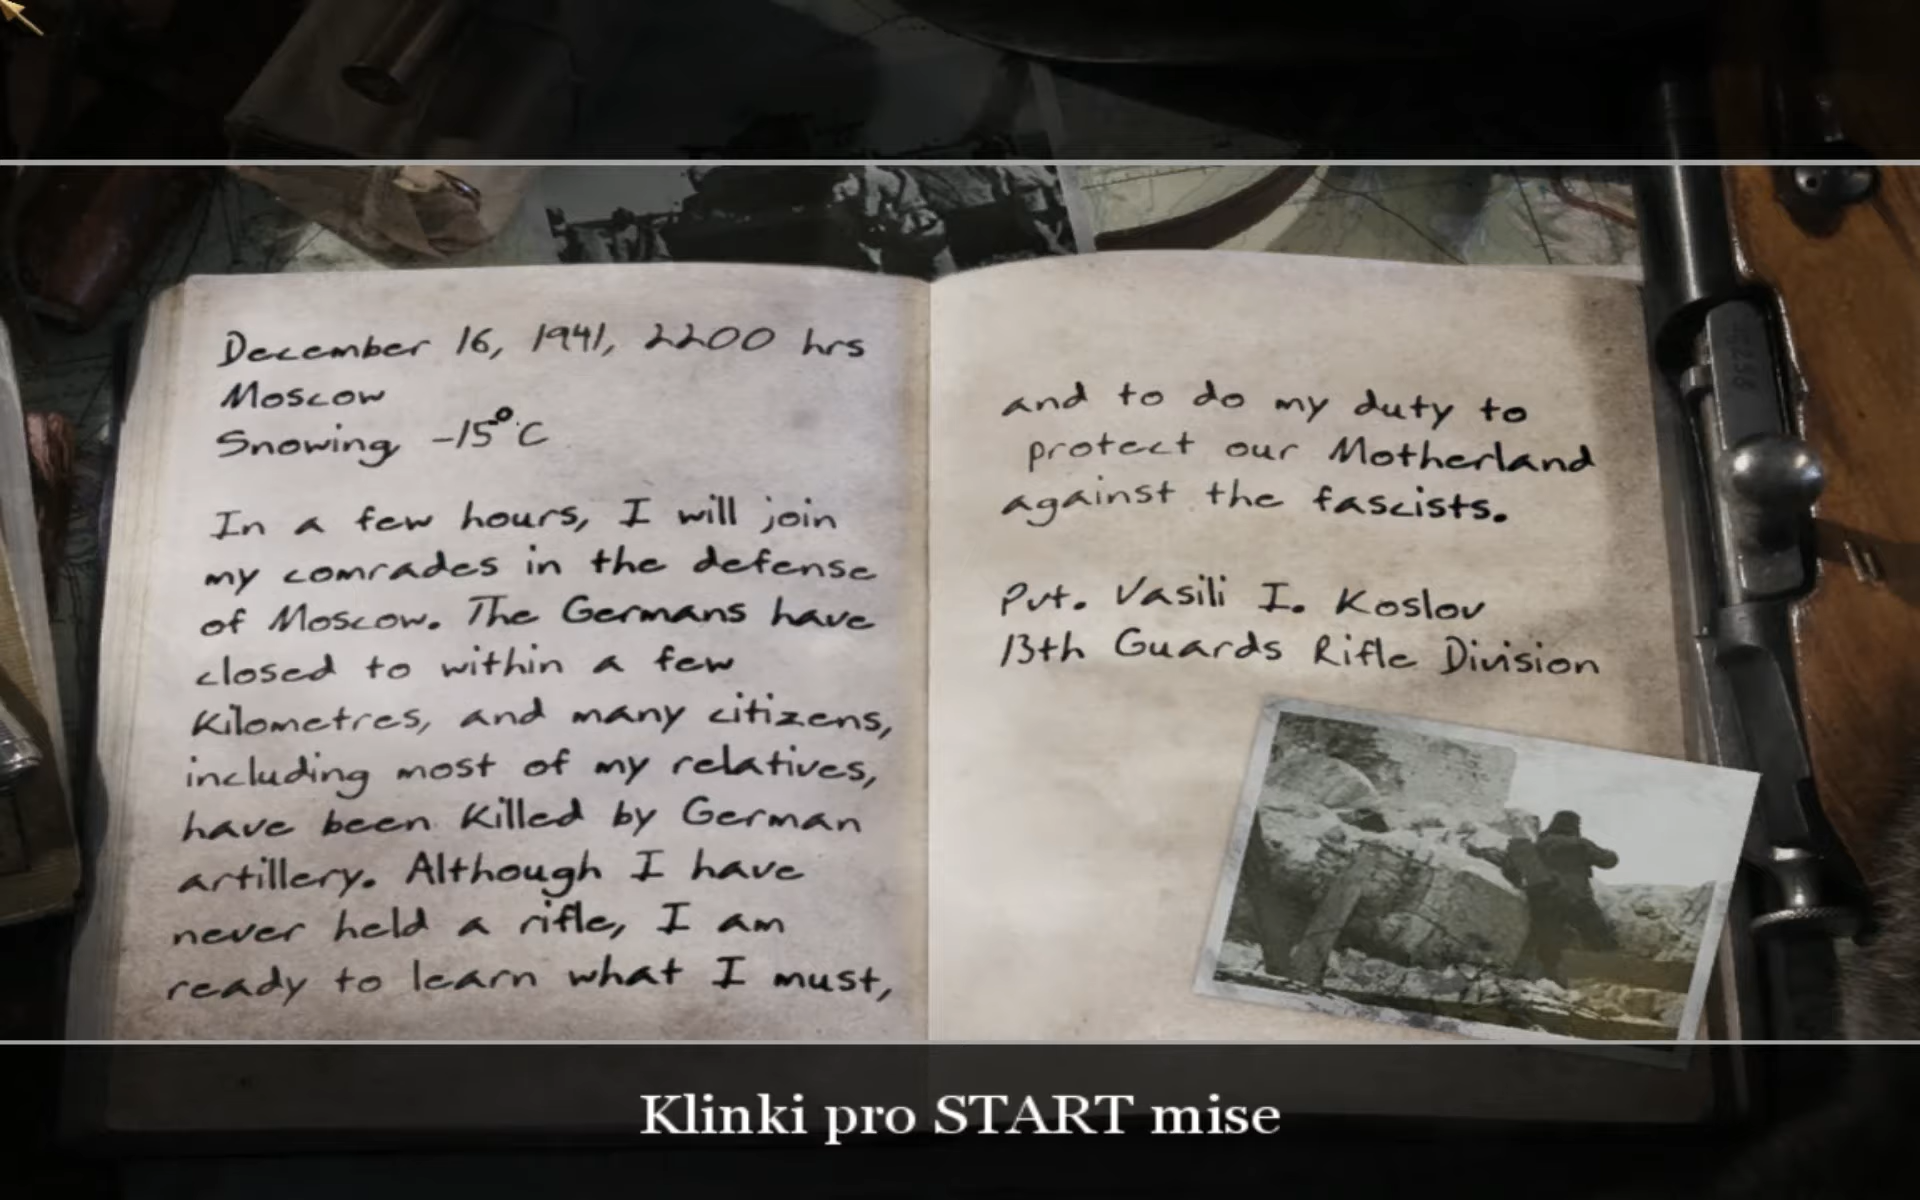 December 16, 1941, 2200 hrs
Moscow
Snowing -15°C
In a few hours, I will join
my comrades in the defense
of Moscow. The Germans have
closed to within a few
Kilometres, and many citizens,
including most of my relatives,
have been killed by German
artillery. Although I have
never held a rifle, I am
ready to learn what I must,
and to do my duty to
protect our Motherland
against the fascists.
Pvt. Vasili I. Koslov
13th Guards Rifle Division
Klinki pro START mise